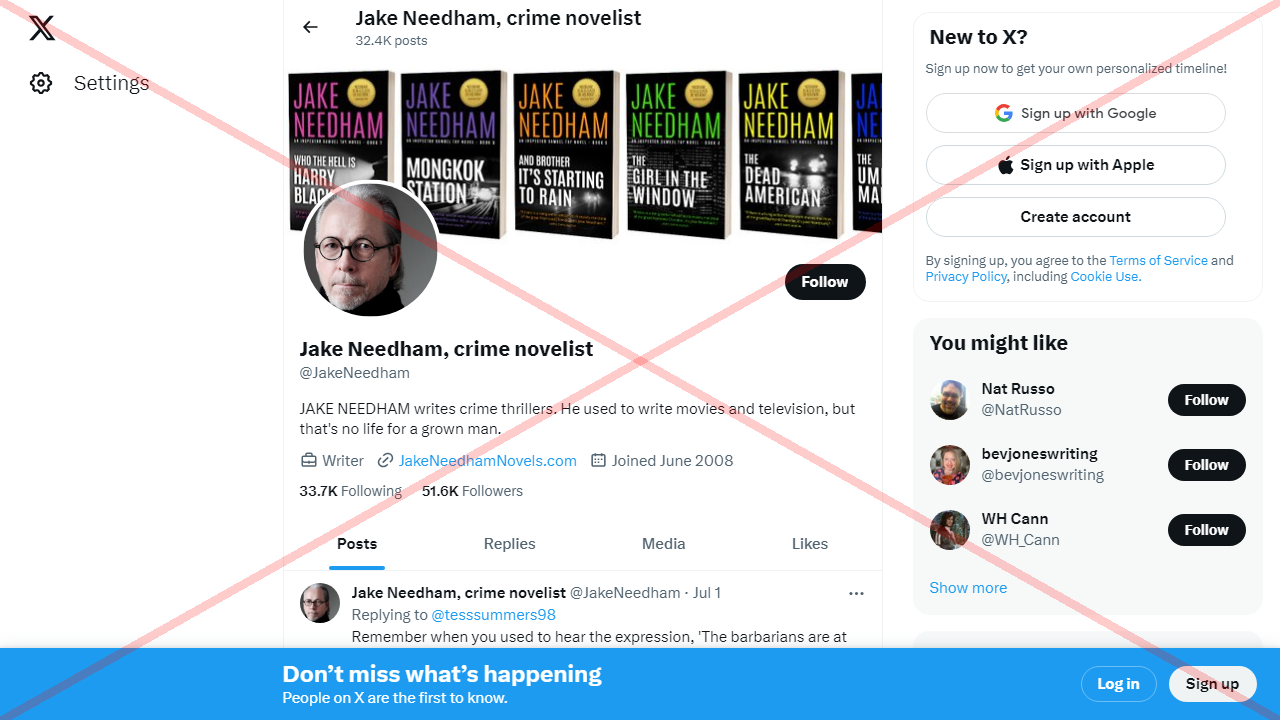 Settings
Jake Needham, crime novelist
32.4K posts
JAKE NEEDHAM
AN INSPECTOR SAMUEL TAY NOVEL - BOOK
WHO THE HELL IS
HARRY
BLACK
JAKE NEEDHAM
MONGKOK
STATION
JAKE NEEDHAM
AND BROTHER
IT'S STARTING
TO RAIN
JAKE NEEDHAM
THE
GIRL IN THE
WINDOW
JAKE NEEDHAM
THE
DEAD
AMERICAN
THE
UM
MA
Follow
Jake Needham, crime novelist
@JakeNeedham
JAKE NEEDHAM writes crime thrillers. He used to write movies and television, but
that's no life for a grown man.
Writer JakeNeedhamNovels.com Joined June 2008
33.7K Following 51.6K Followers
Posts Replies Media Likes
Jake Needham, crime novelist @JakeNeedham · Jul 1
Replying to @tesssummers98
Remember when you used to hear the expression, 'The barbarians are at
New to X?
Sign up now to get your own personalized timeline!
Sign up with Google
Sign up with Apple
Create account
By signing up, you agree to the Terms of Service and
Privacy Policy, including Cookie Use.
You might like
Nat Russo
@NatRusso
Follow
bevjoneswriting
@bevjoneswriting
Follow
WH Cann
@WH_Cann
Follow
Show more
Don’t miss what’s happening
People on X are the first to know.
Log in
Sign up